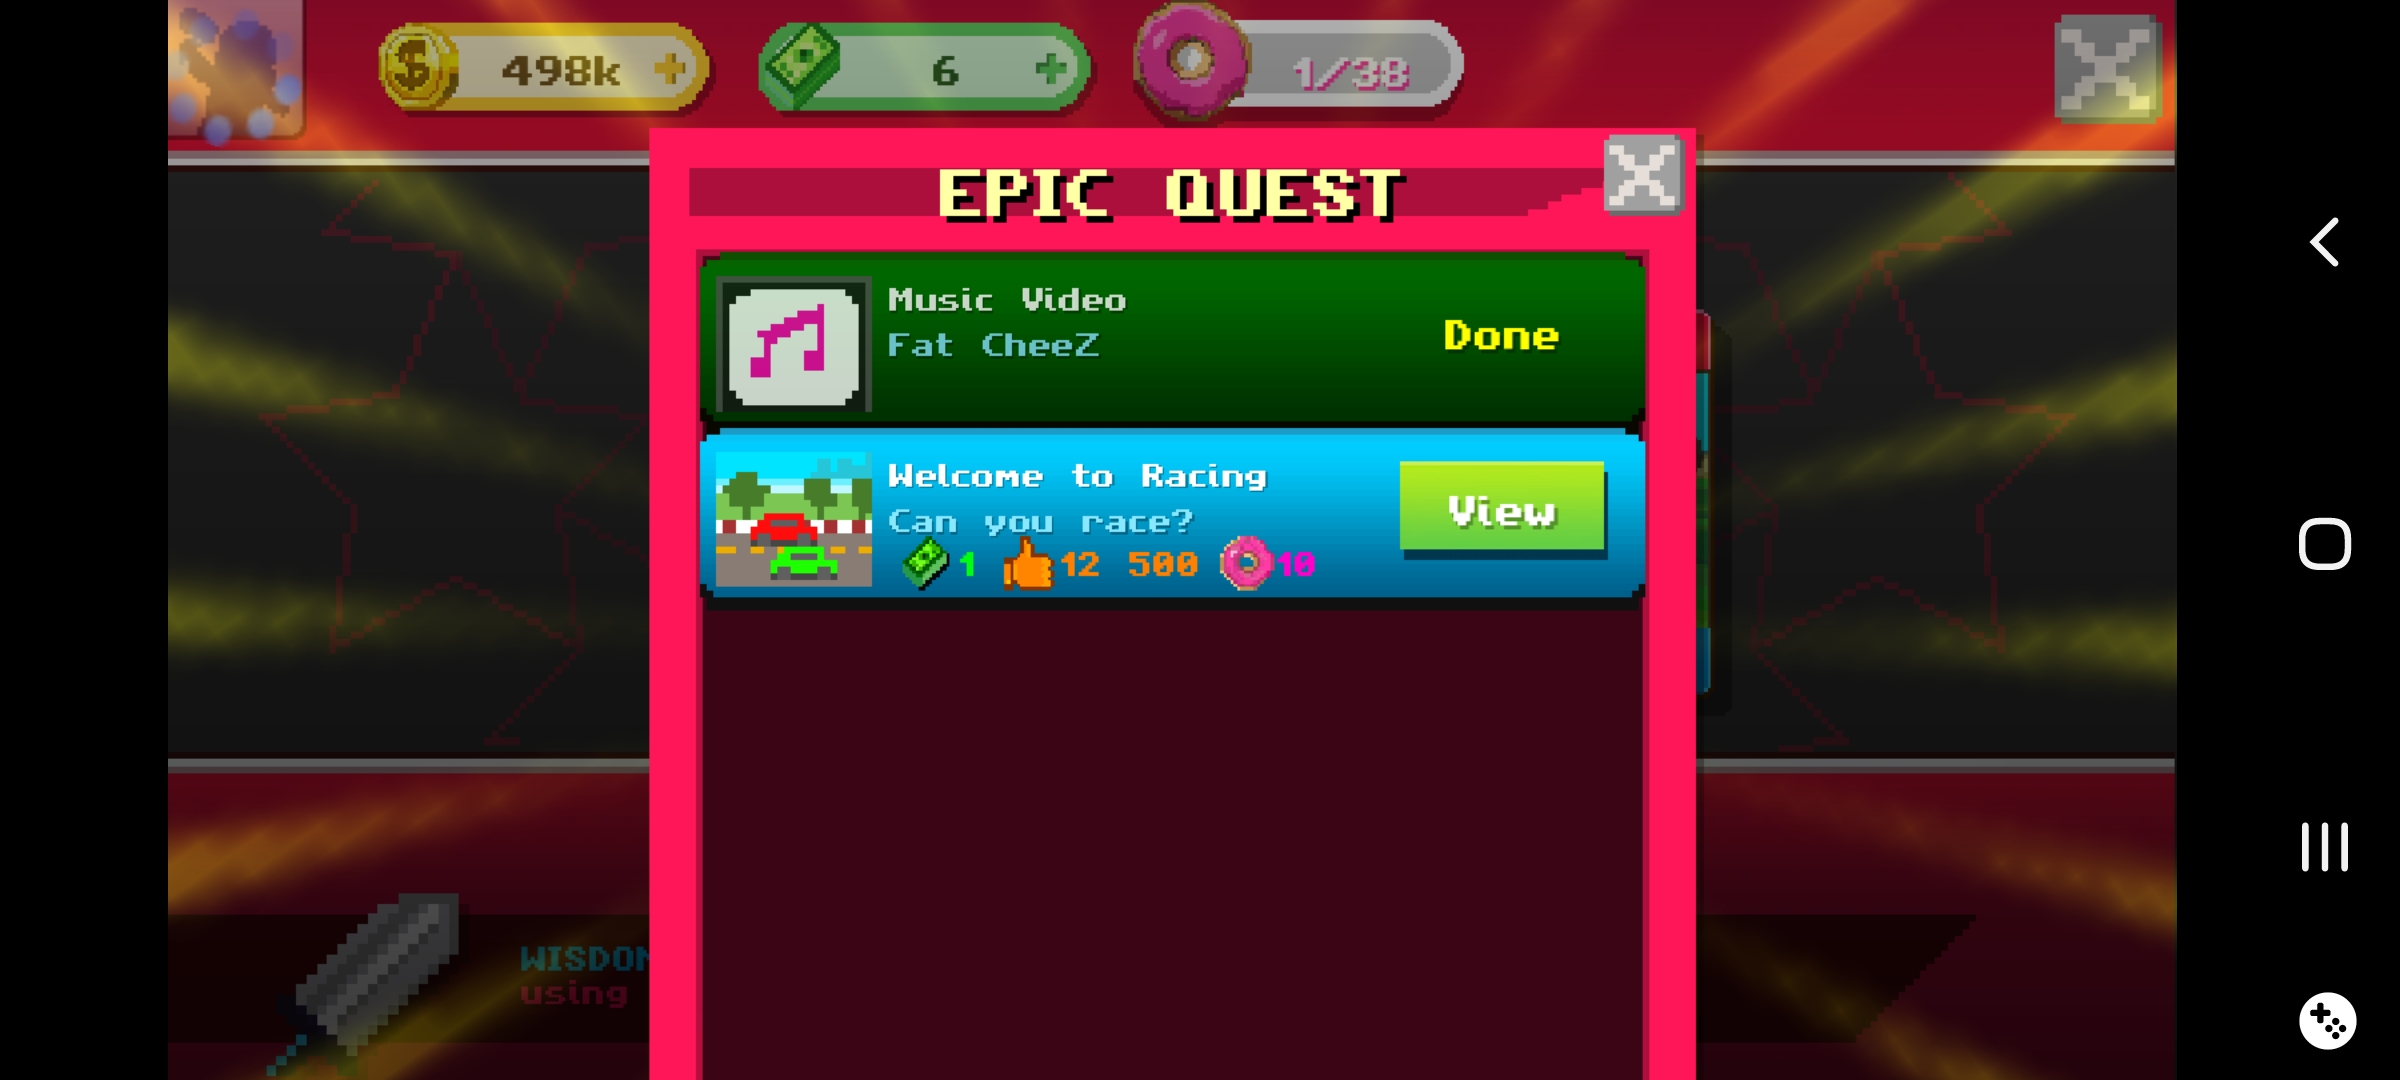 498k +
6 +
1/38
EPIC QUEST
Music Video
Fat CheeZ
Done
Welcome to Racing
Can you race?
View
1 12 500 10
WISDOM
using